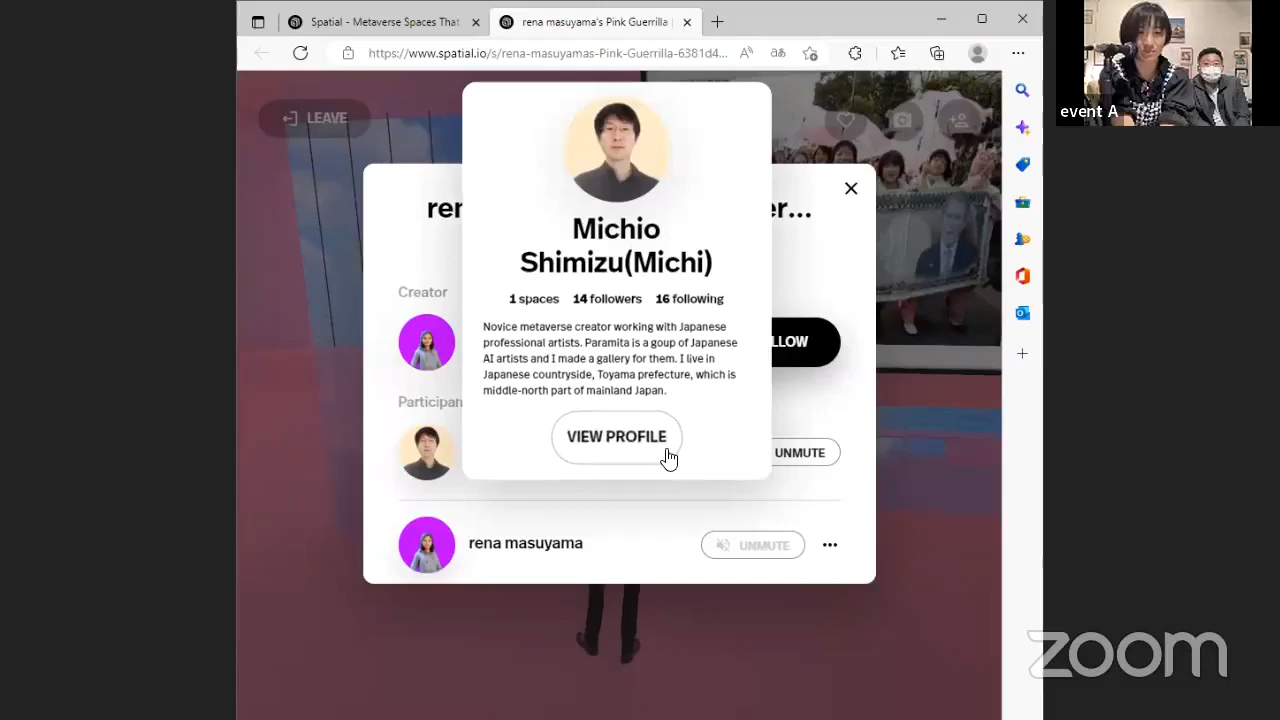 Spatial - Metaverse Spaces That
rena masuyama's Pink Guerrilla
https://www.spatial.io/s/rena-masuyamas-Pink-Guerrilla-6381d4...
event A
LEAVE
Michio
Shimizu(Michi)
1 spaces 14 followers 16 following
Novice metaverse creator working with Japanese
professional artists. Paramita is a goup of Japanese
AI artists and I made a gallery for them. I live in
Japanese countryside, Toyama prefecture, which is
middle-north part of mainland Japan.
VIEW PROFILE
rer
er...
Creator
LLOW
Participan
UNMUTE
rena masuyama
UNMUTE
zoom